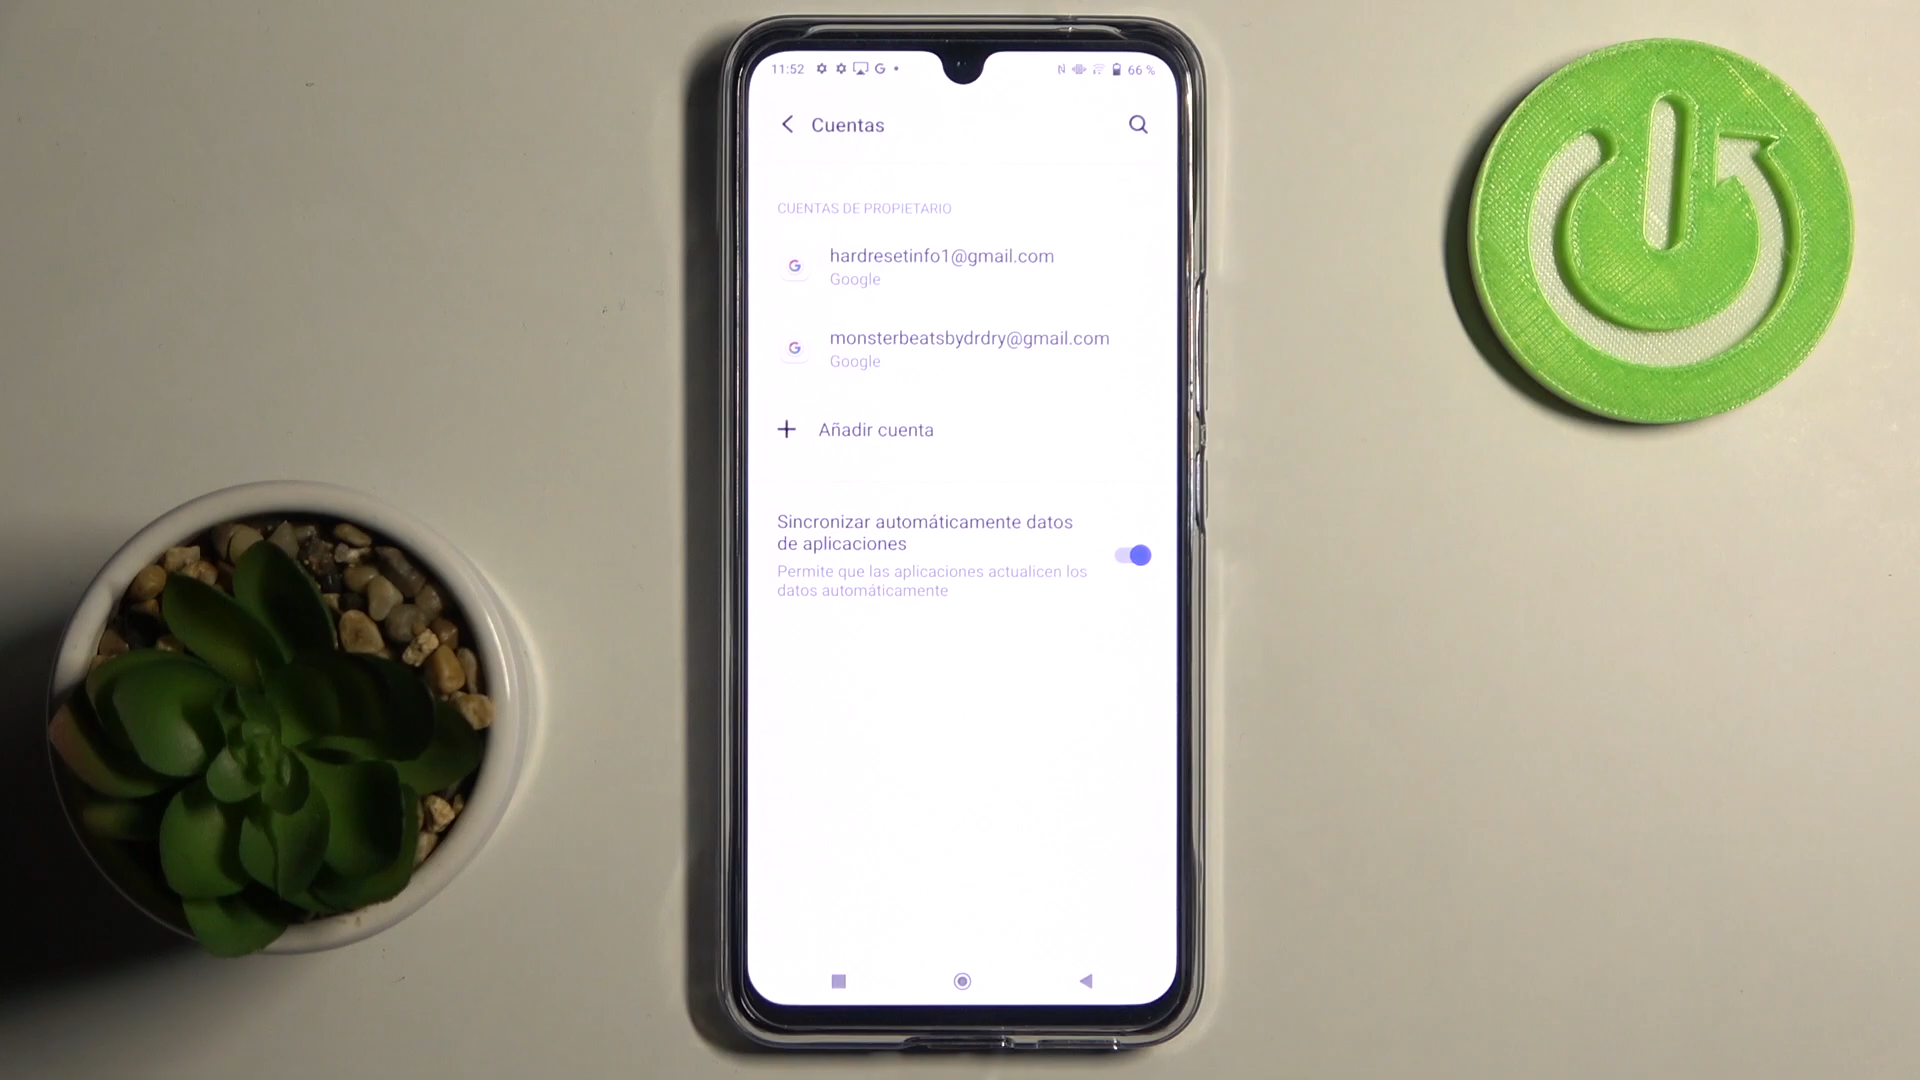 11:52 G 66 %
Cuentas
CUENTAS DE PROPIETARIO
hardresetinfo1@gmail.com
Google
monsterbeatsbydrdry@gmail.com
Google
Añadir cuenta
Sincronizar automáticamente datos
de aplicaciones
Permite que las aplicaciones actualicen los
datos automáticamente